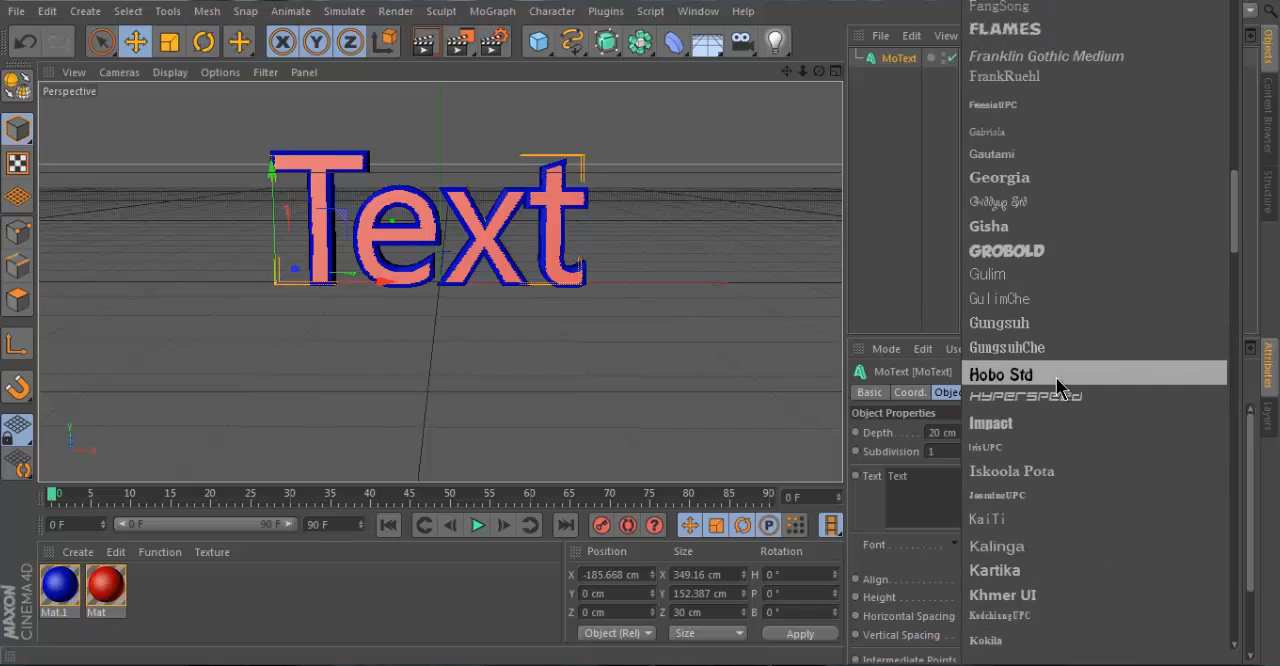 File Edit Create Selects Tools Mesh Snap Animate Simulate Render Sculpt MoGraph Character Plugins Script Window Help
X Y Z
View Cameras Display Options Filter Panel
Perspective
Text
Y
X
0 5 10 15 20 25 30 35 40 45 50 55 60 65 70 75 80 85 90 0 F
0 F 0 F 90 F 90 F
P
Create Edit Function Texture
Mat.1 Mat
MAXON
CINEMA 4D
Position Size Rotation
X -185.668 cm X 349.16 cm H 0 °
Y 0 cm Y 152.387 cm P 0 °
Z 0 cm Z 30 cm B 0 °
Object (Rel) Size Apply
File Edit View
MoText
Mode Edit Use
MoText [MoText]
Basic Coord. Objec
Object Properties
Depth 20 cm
Subdivision 1
Text Text
Font
Align.
Height
Horizontal Spacing
Vertical Spacing
Intermediate Points
FangSong
FLAMES
Franklin Gothic Medium
FrankRuehl
FreesiaUPC
Gabriola
Gautami
Georgia
Giddyup Std
Gisha
GROBOLD
Gulim
GulimChe
Gungsuh
GungsuhChe
Hobo Std
HYPERSPEED
Impact
IrisUPC
Iskoola Pota
JasmineUPC
KaiTi
Kalinga
Kartika
Khmer UI
KodchiangUPC
Kokila
Objects
Content Browser
Structure
Attributes
Layers